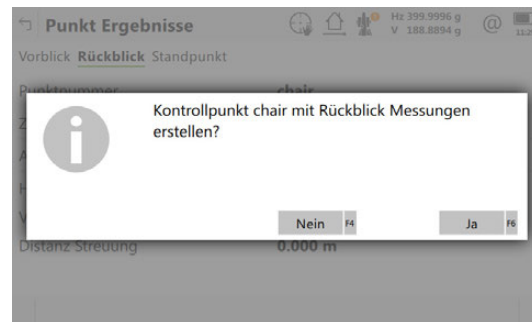 Punkt Ergebnisse
Hz 399.9996 g
V 188.8894 g
@
Vorblick Rückblick Standpunkt
Kontrollpunkt chair mit Rückblick Messungen
erstellen?
Nein F4
Ja F6
Distanz Streuung 0.000 m